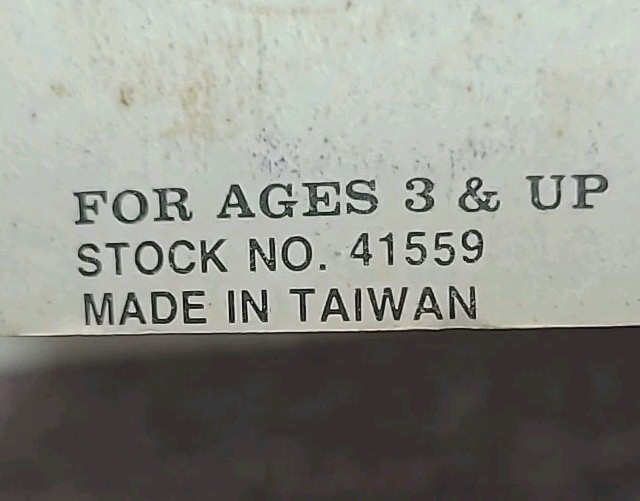 FOR AGES 3 & UP
STOCK NO. 41559
MADE IN TAIWAN